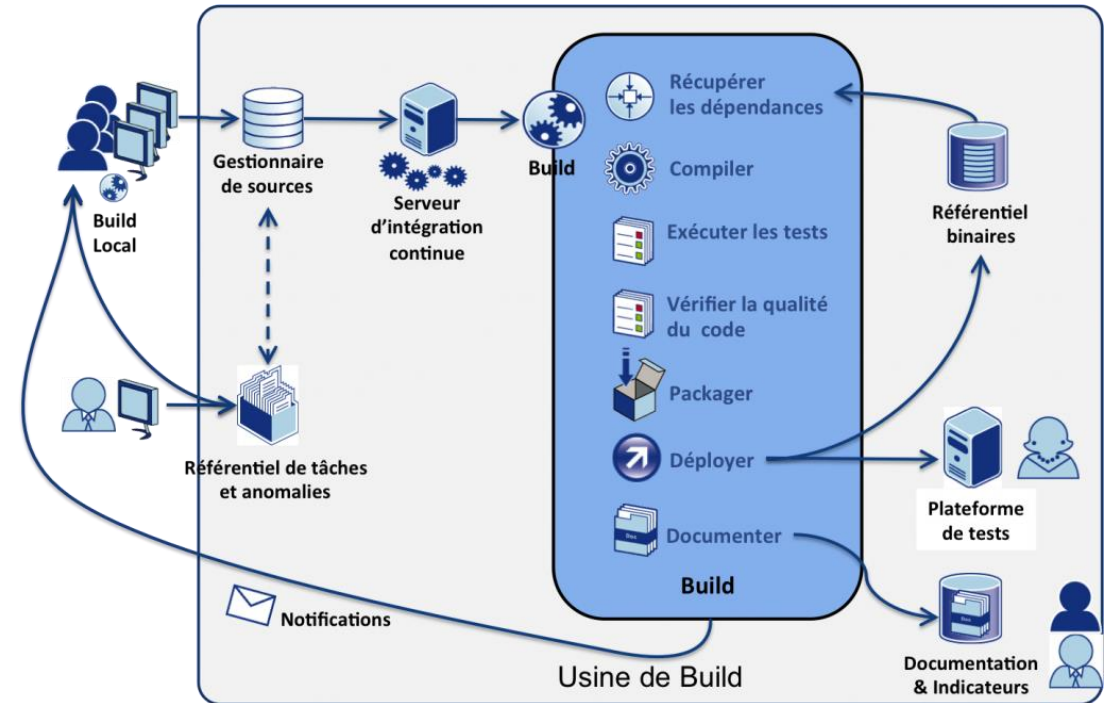 Build
Local
Gestionnaire
de sources
Serveur
d'intégration
continue
Build
Récupérer
les dépendances
Compiler
Exécuter les tests
Vérifier la qualité
du code
Packager
Déployer
Documenter
Build
Référentiel
binaires
Plateforme
de tests
Documentation
& Indicateurs
Référentiel de tâches
et anomalies
Notifications
Usine de Build